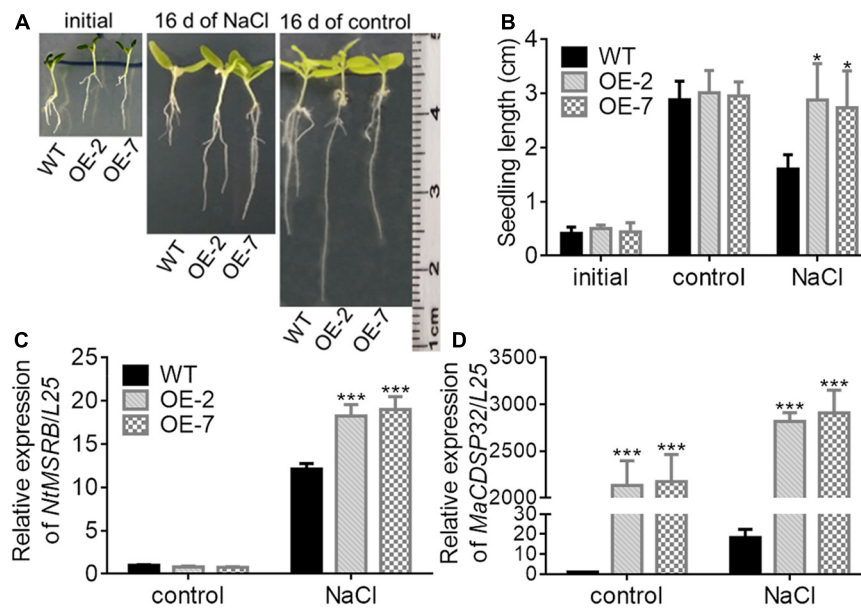 A
initial
16 d of NaCl
16 d of control
WT
OE-2
OE-7
WT
OE-2
OE-7
WT
OE-2
OE-7
4
3
2
1cm
B
Seedling length (cm)
4
3
2
1
0
WT
OE-2
OE-7
* *
initial control NaCl
C
Relative expression
of NtMSRB/L25
25
20
15
10
5
0
WT
OE-2
OE-7
*** ***
control NaCl
D
Relative expression
of MaCDSP32/L25
3500
3000
2500
2000
30
20
10
0
*** ***
*** ***
control NaCl